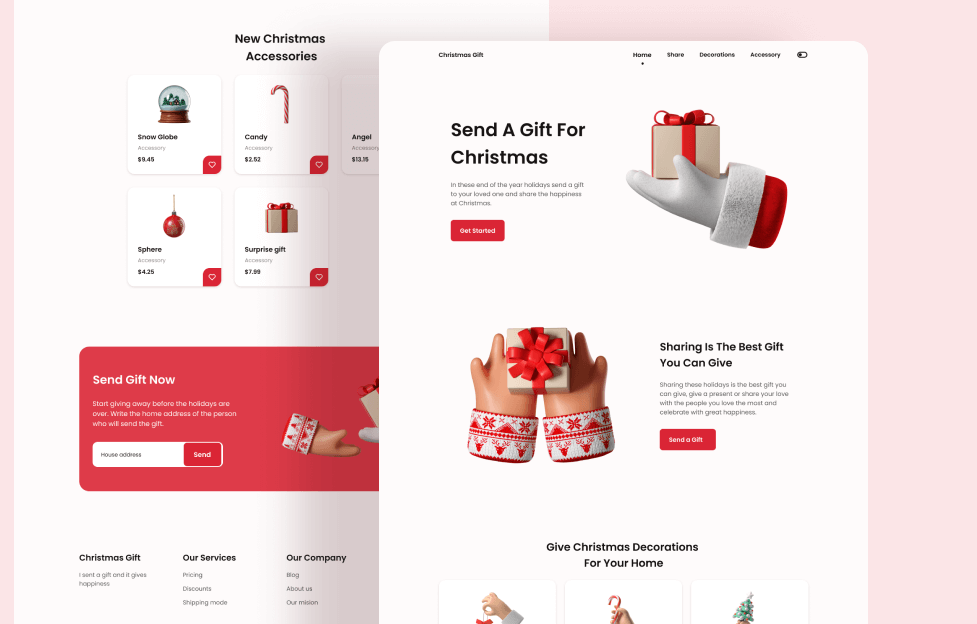 New Christmas
Accessories
Snow Globe
Accessory
$9.45
Candy
Accessory
$2.52
Angel
Accessory
$13.15
Sphere
Accessory
$4.25
Surprise gift
Accessory
$7.99
Send Gift Now
Start giving away before the holidays are
over. Write the home address of the person
who will send the gift.
House address
Send
Christmas Gift
I sent a gift and it gives
happiness
Our Services
Pricing
Discounts
Shipping mode
Our Company
Blog
About us
Our mision
Christmas Gift
Home
Share
Decorations
Accessory
Send A Gift For
Christmas
In these end of the year holidays send a gift
to your loved one and share the happiness
at Christmas.
Get Started
Sharing Is The Best Gift
You Can Give
Sharing these holidays is the best gift you
can give, give a present or share your love
with the people you love the most and
celebrate with great happiness.
Send a Gift
Give Christmas Decorations
For Your Home